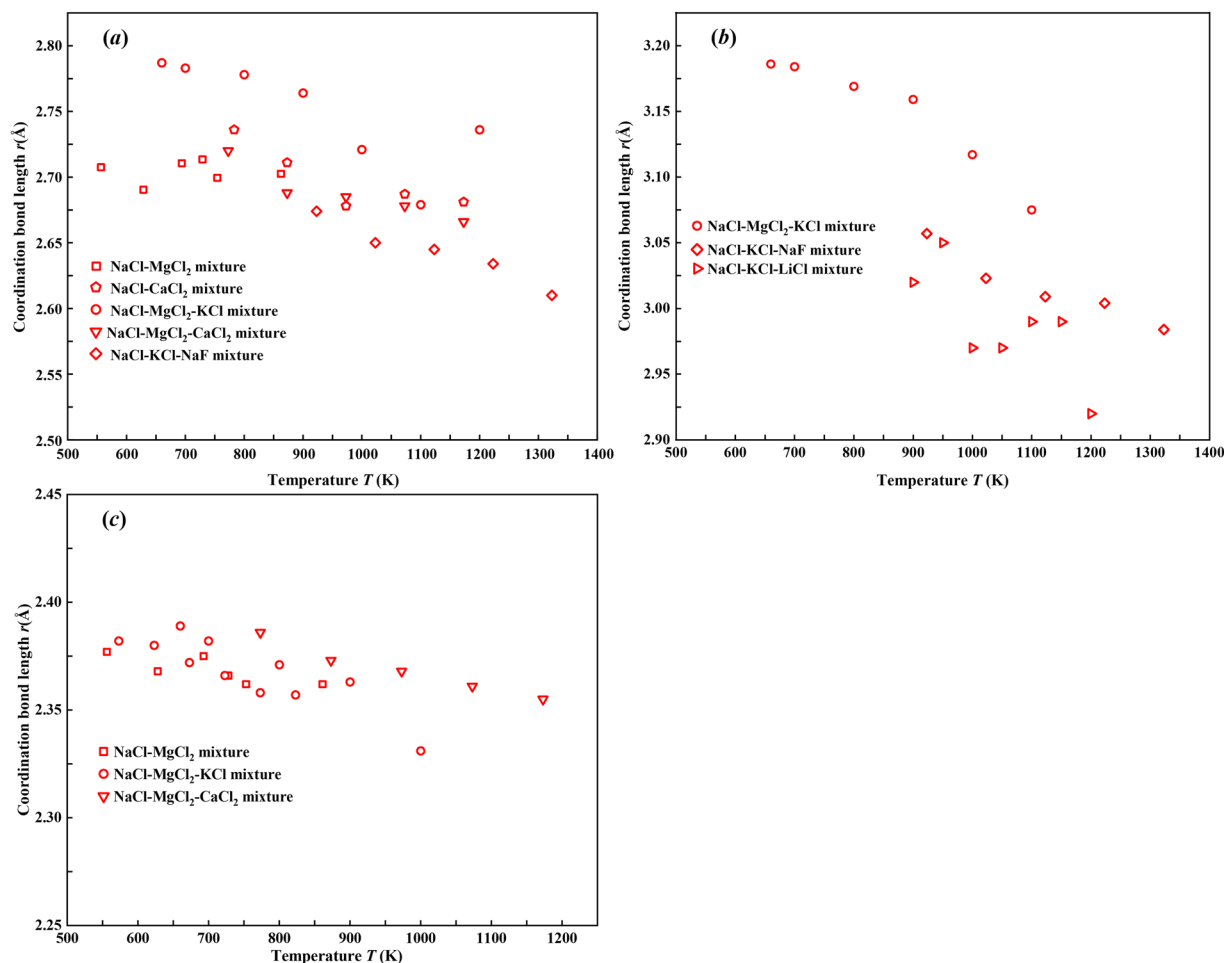 (a)
2.80
2.75
2.70
2.65
2.60
2.55
2.50
Coordination bond length r(Å)
NaCl-MgCl₂ mixture
NaCl-CaCl₂ mixture
NaCl-MgCl₂-KCl mixture
NaCl-MgCl₂-CaCl₂ mixture
NaCl-KCl-NaF mixture
500 600 700 800 900 1000 1100 1200 1300 1400
Temperature T (K)
(b)
3.20
3.15
3.10
3.05
3.00
2.95
2.90
Coordination bond length r(Å)
NaCl-MgCl₂-KCl mixture
NaCl-KCl-NaF mixture
NaCl-KCl-LiCl mixture
500 600 700 800 900 1000 1100 1200 1300 1400
Temperature T (K)
(c)
2.45
2.40
2.35
2.30
2.25
Coordination bond length r(Å)
NaCl-MgCl₂ mixture
NaCl-MgCl₂-KCl mixture
NaCl-MgCl₂-CaCl₂ mixture
500 600 700 800 900 1000 1100 1200
Temperature T (K)